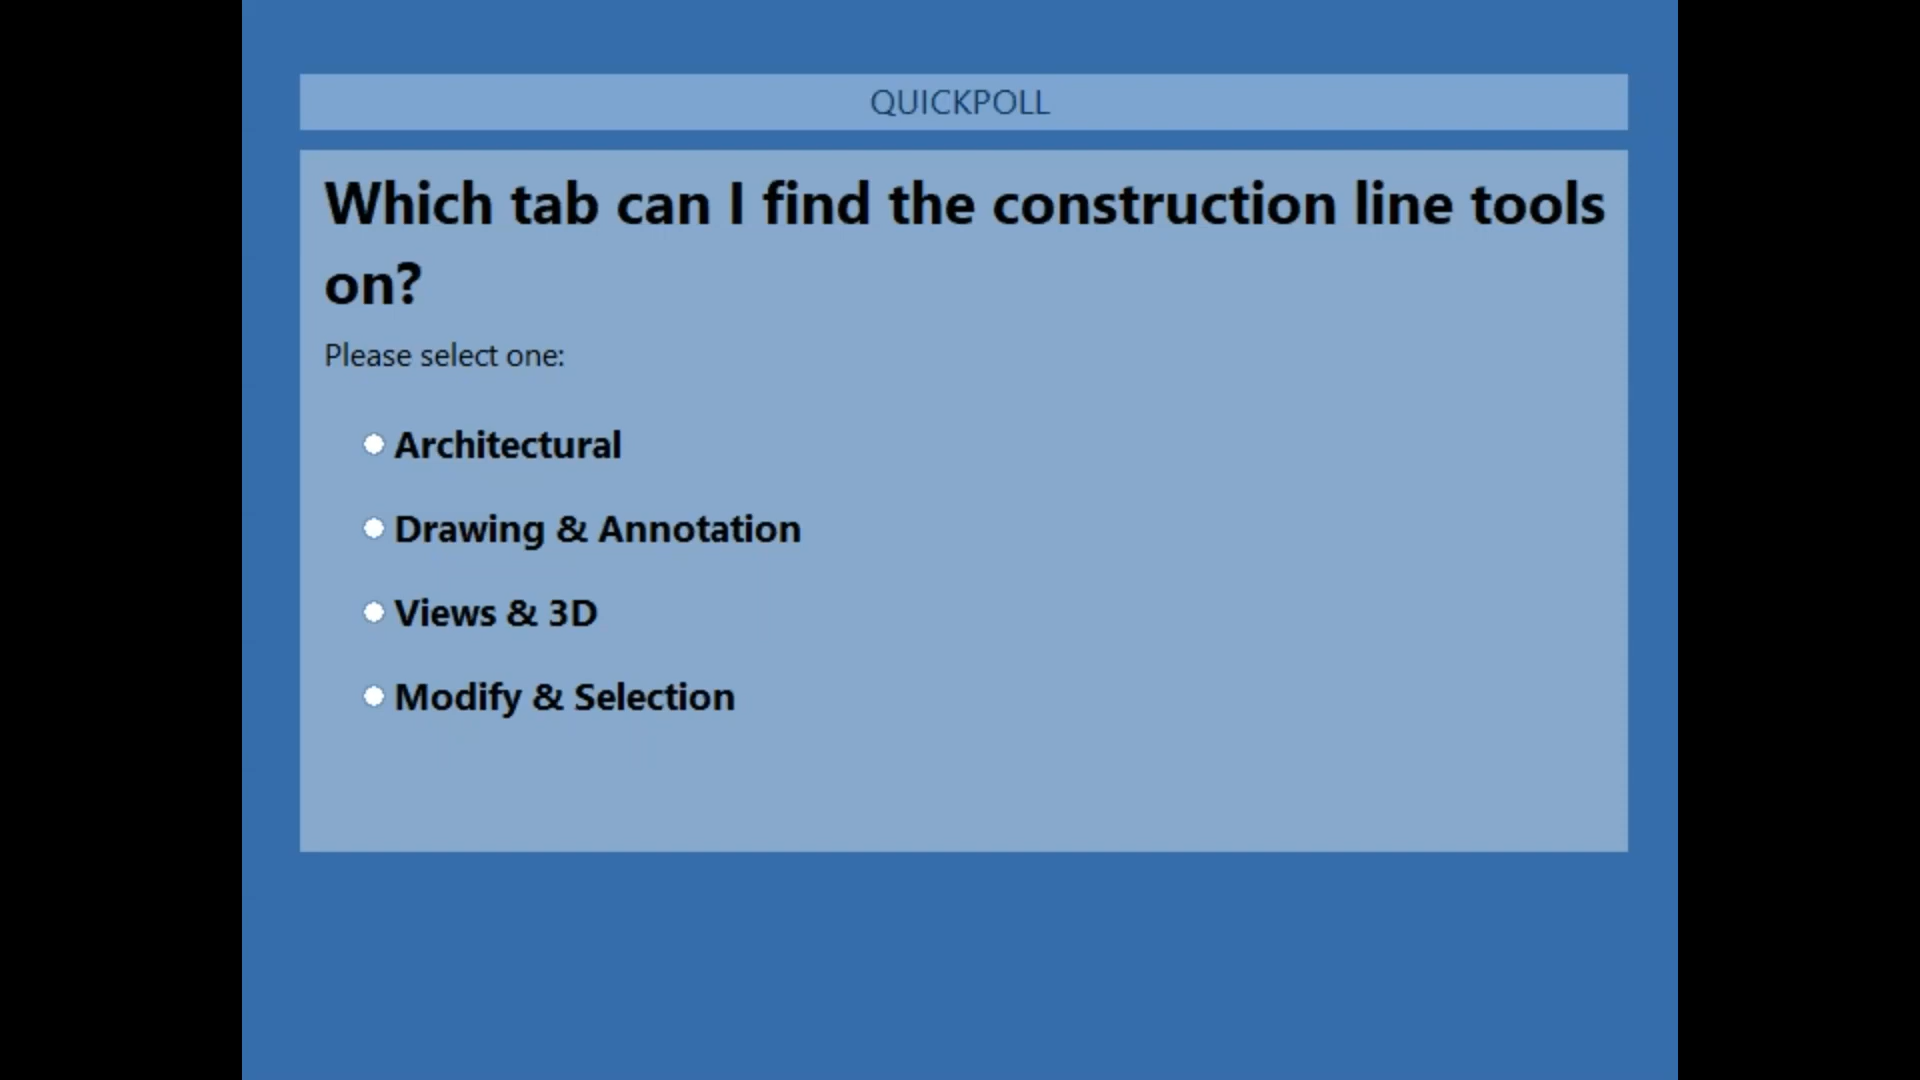 QUICKPOLL
Which tab can I find the construction line tools
on?
Please select one:
Architectural
Drawing & Annotation
Views & 3D
Modify & Selection